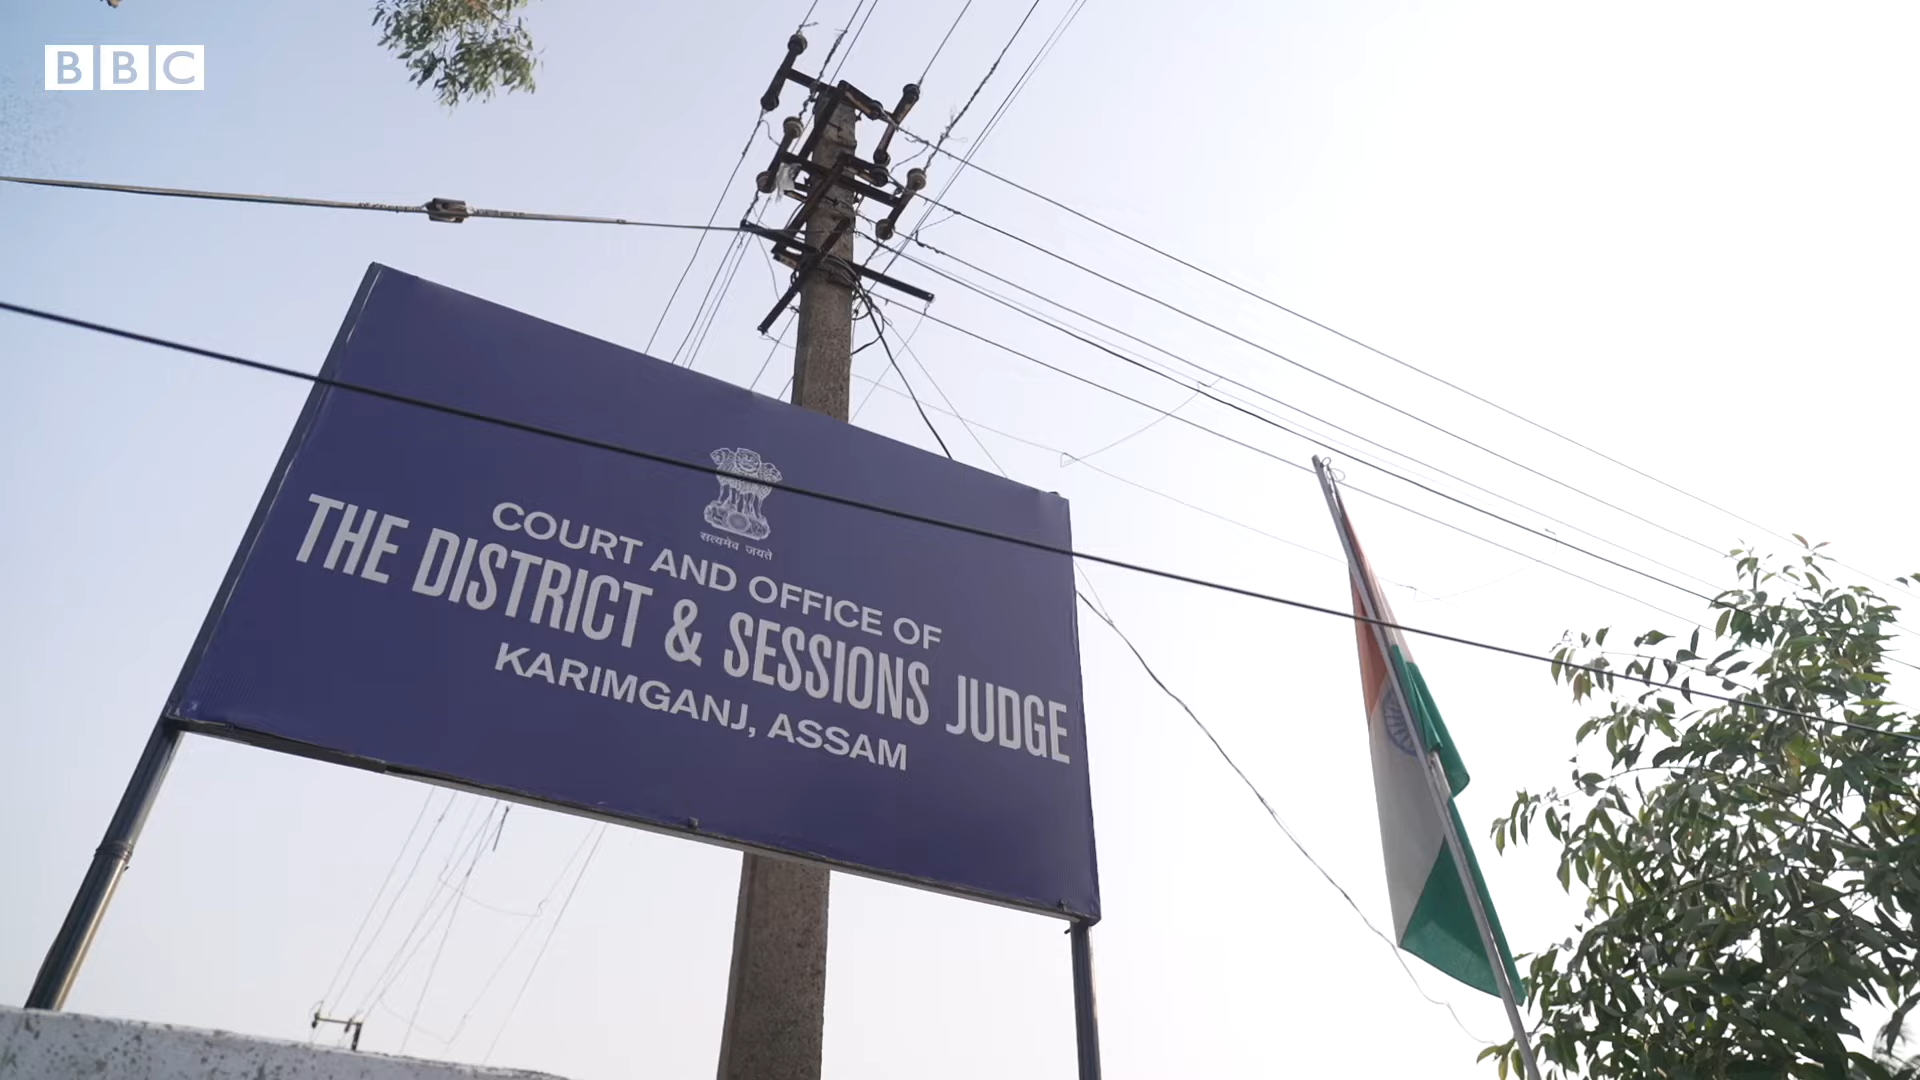 BBC
सत्यमेव जयते
COURT AND OFFICE OF
THE DISTRICT & SESSIONS JUDGE
KARIMGANJ, ASSAM